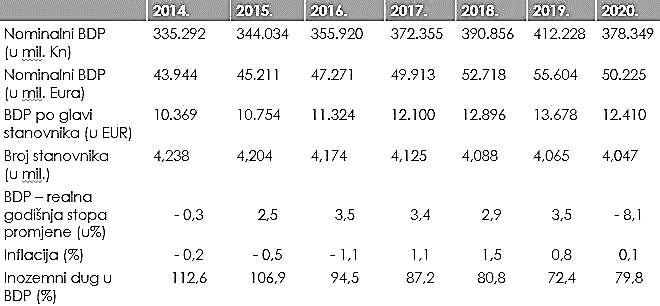 2014. 2015. 2016. 2017. 2018. 2019. 2020.
Nominalni BDP 335.292 344.034 355.920 372.355 390.856 412.228 378.349
(u mil. Kn)
Nominalni BDP 43.944 45.211 47.271 49.913 52.718 55.604 50.225
(u mil. Eura)
BDP po glavi 10.369 10.754 11.324 12.100 12.896 13.678 12.410
stanovnika (u EUR)
Broj stanovnika 4,238 4,204 4,174 4,125 4,088 4,065 4,047
(u mil.)
BDP – realna
godišnja stopa - 0,3 2,5 3,5 3,4 2,9 3,5 - 8,1
promjene (u%)
Inflacija (%) - 0,2 - 0,5 - 1,1 1,1 1,5 0,8 0,1
Inozemni dug u 112,6 106,9 94,5 87,2 80,8 72,4 79,8
BDP (%)